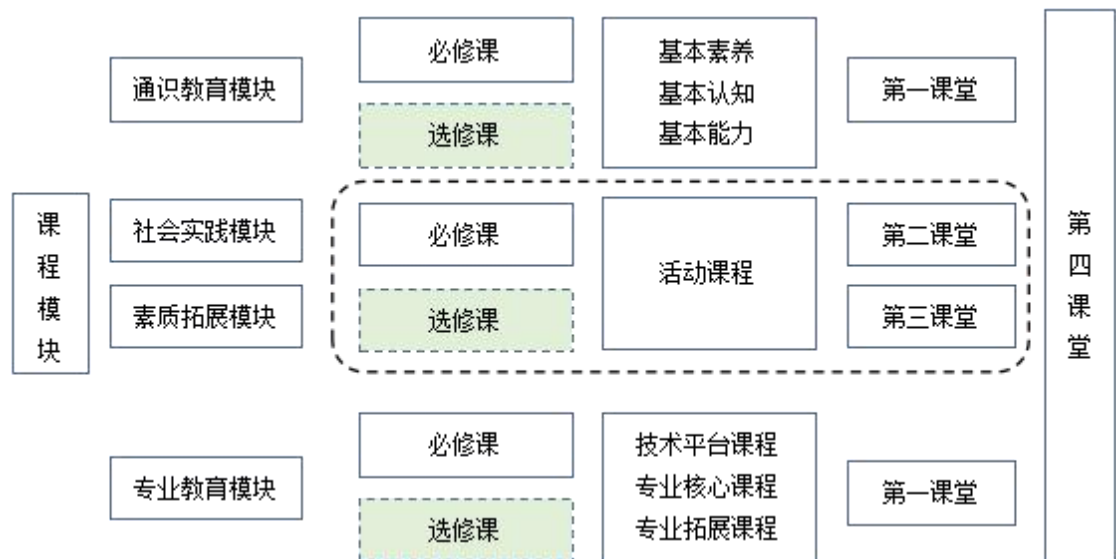 课程模块
通识教育模块
必修课
选修课
基本素养
基本认知
基本能力
第一课堂
社会实践模块
素质拓展模块
必修课
选修课
活动课程
第二课堂
第三课堂
专业教育模块
必修课
选修课
技术平台课程
专业核心课程
专业拓展课程
第一课堂
第四课堂